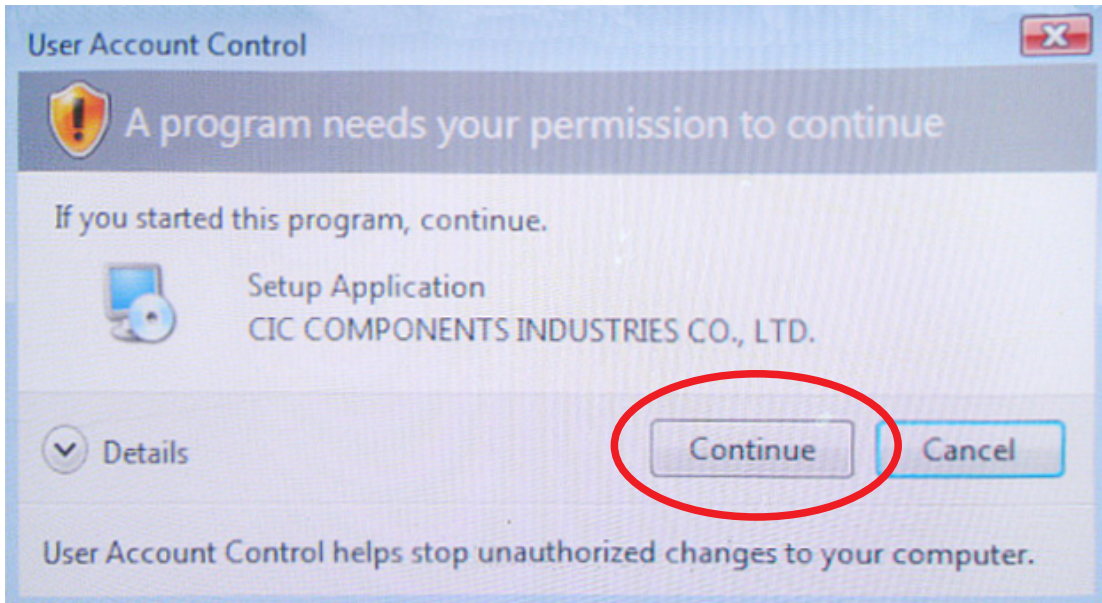 User Account Control
A program needs your permission to continue
If you started this program, continue.
Setup Application
CIC COMPONENTS INDUSTRIES CO., LTD.
Details
Continue
Cancel
User Account Control helps stop unauthorized changes to your computer.